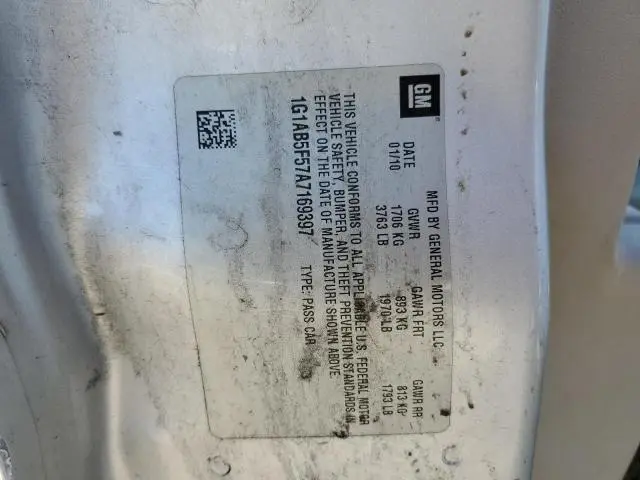 GM
MFD BY GENERAL MOTORS LLC
DATE GVWR GAWR FRT GAWR RR
01/10 1706 KG 893 KG 813 KG
3763 LB 1970 LB 1793 LB
THIS VEHICLE CONFORMS TO ALL APPLICABLE U.S. FEDERAL MOTOR
VEHICLE SAFETY, BUMPER, AND THEFT PREVENTION STANDARDS IN
EFFECT ON THE DATE OF MANUFACTURE SHOWN ABOVE.
1G1AB5F57A7169397 TYPE: PASS CAR